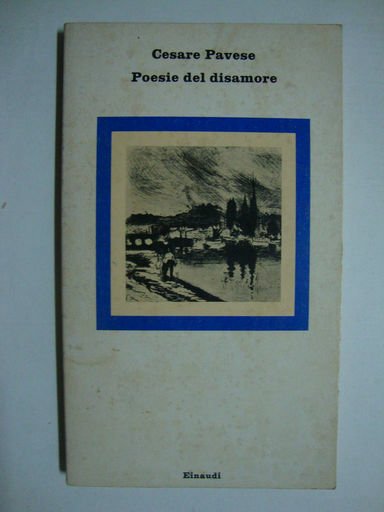 Cesare Pavese
Poesie del disamore
Einaudi